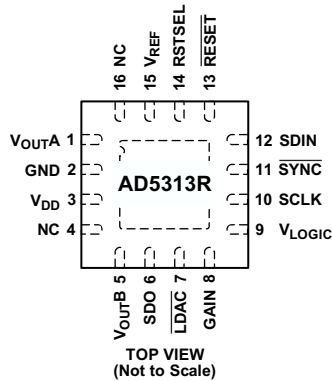 16 NC
15 VREF
14 RSTSEL
13 RESET
VOUTA 1
GND 2
VDD 3
NC 4
AD5313R
12 SDIN
11 SYNC
10 SCLK
9 VLOGIC
VOUTB 5
SDO 6
LDAC 7
GAIN 8
TOP VIEW
(Not to Scale)